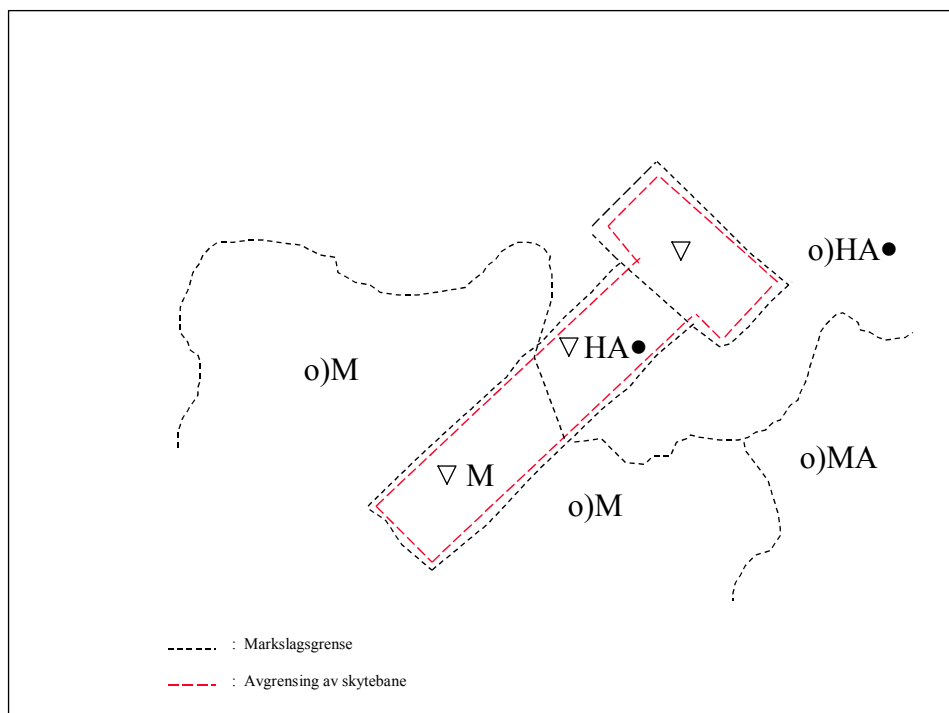 o)HA●
▽
▽ HA●
o)M
o)MA
▽ M
o)M
: Markslagsgrense
: Avgrensing av skytebane